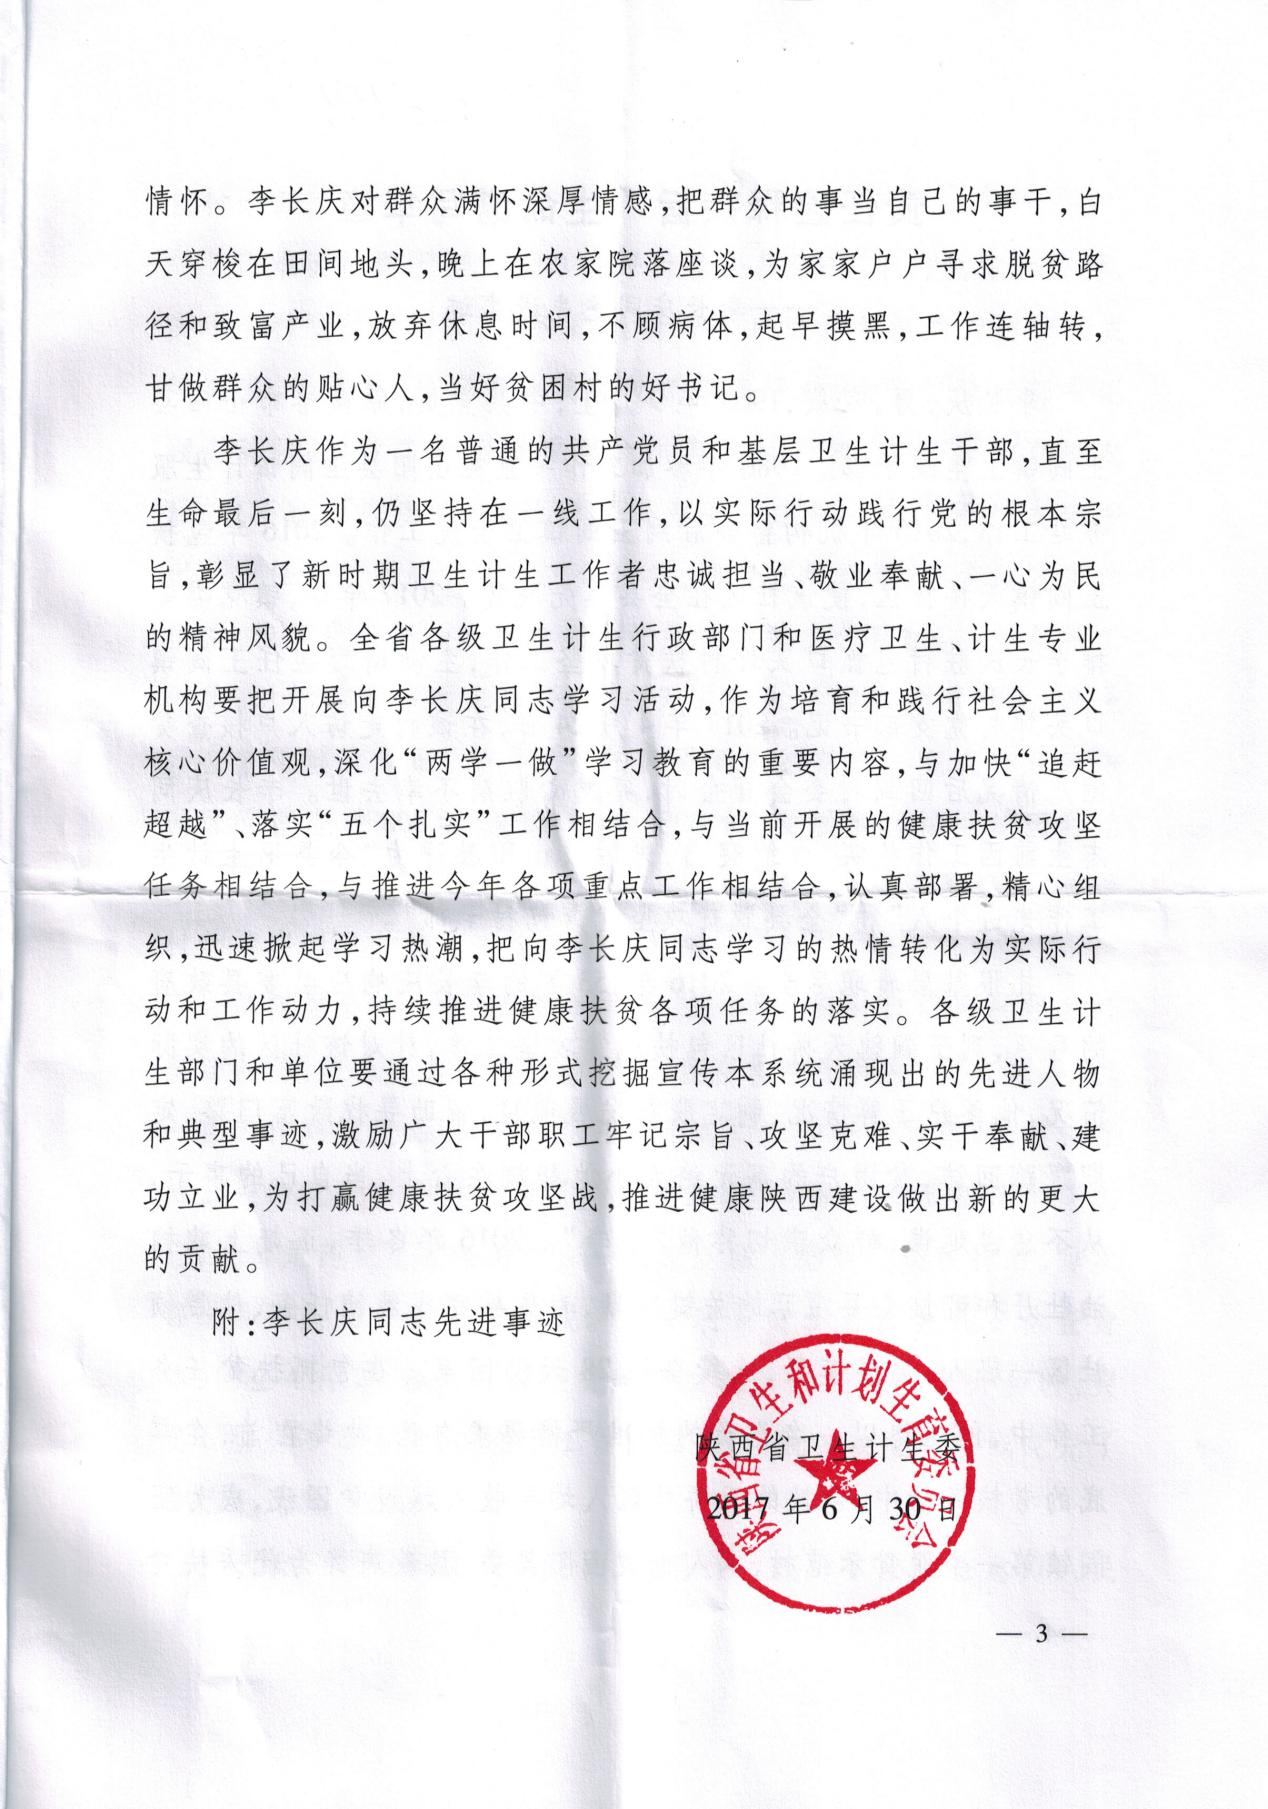 情怀。李长庆对群众满怀深厚情感,把群众的事当自己的事干,白
天穿梭在田间地头,晚上在农家院落座谈,为家家户户寻求脱贫路
径和致富产业,放弃休息时间,不顾病体,起早摸黑,工作连轴转,
甘做群众的贴心人,当好贫困村的好书记。
李长庆作为一名普通的共产党员和基层卫生计生干部,直至
生命最后一刻,仍坚持在一线工作,以实际行动践行党的根本宗
旨,彰显了新时期卫生计生工作者忠诚担当、敬业奉献、一心为民
的精神风貌。全省各级卫生计生行政部门和医疗卫生、计生专业
机构要把开展向李长庆同志学习活动,作为培育和践行社会主义
核心价值观,深化“两学一做”学习教育的重要内容,与加快“追赶
超越”、落实“五个扎实”工作相结合,与当前开展的健康扶贫攻坚
任务相结合,与推进今年各项重点工作相结合,认真部署,精心组
织,迅速掀起学习热潮,把向李长庆同志学习的热情转化为实际行
动和工作动力,持续推进健康扶贫各项任务的落实。各级卫生计
生部门和单位要通过各种形式挖掘宣传本系统涌现出的先进人物
和典型事迹,激励广大干部职工牢记宗旨、攻坚克难、实干奉献、建
功立业,为打赢健康扶贫攻坚战,推进健康陕西建设做出新的更大
的贡献。
附:李长庆同志先进事迹
陕西省卫生和计划生育委员会
陕西省卫生计生委
2017年6月30日
— 3 —